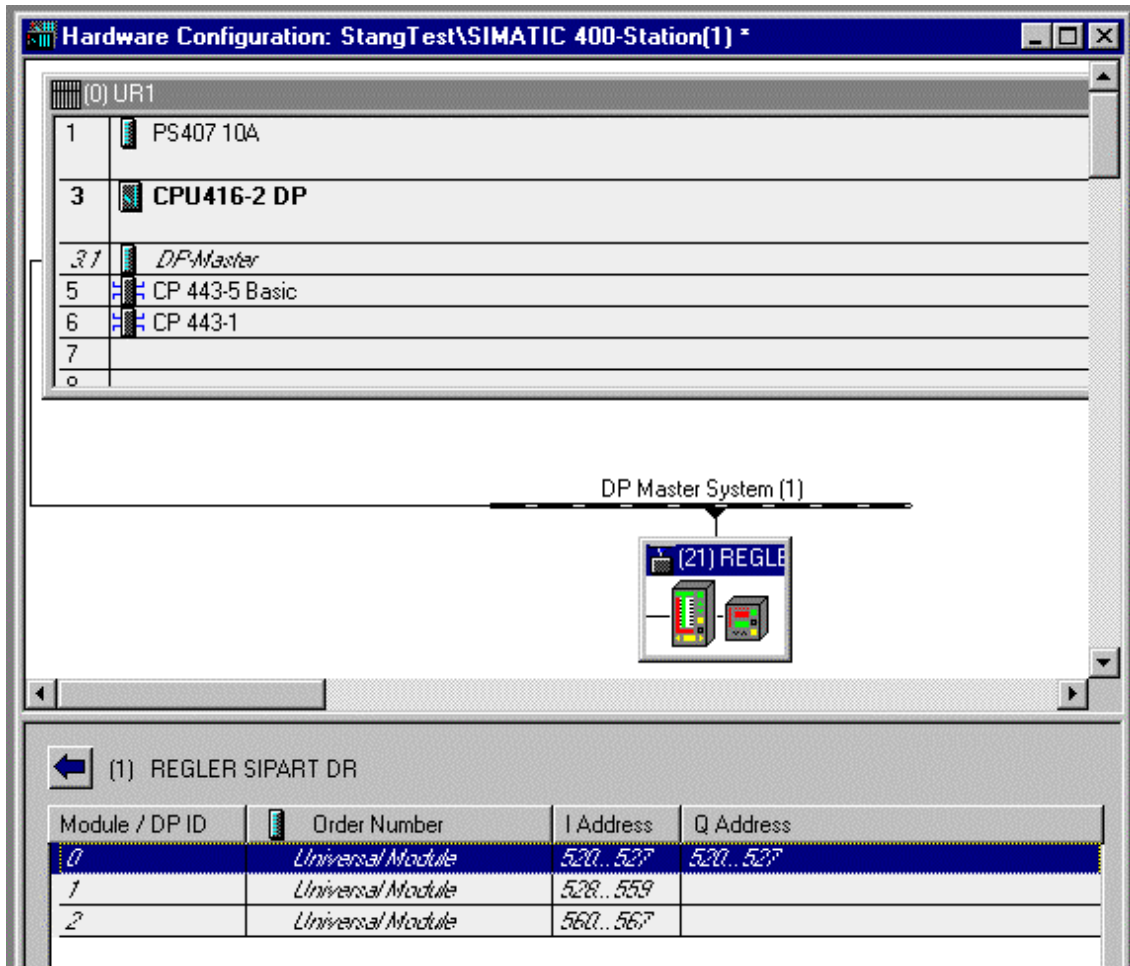 Hardware Configuration: StangTest\SIMATIC 400-Station(1) *
(0) UR1
1 PS407 10A
3 CPU416-2 DP
3.1 DP-Master
5 CP 443-5 Basic
6 CP 443-1
7
DP Master System (1)
(21) REGLE
(1) REGLER SIPART DR
Module / DP ID Order Number I Address Q Address
0 Universal Module 520...527 520...527
1 Universal Module 528...559
2 Universal Module 560...567